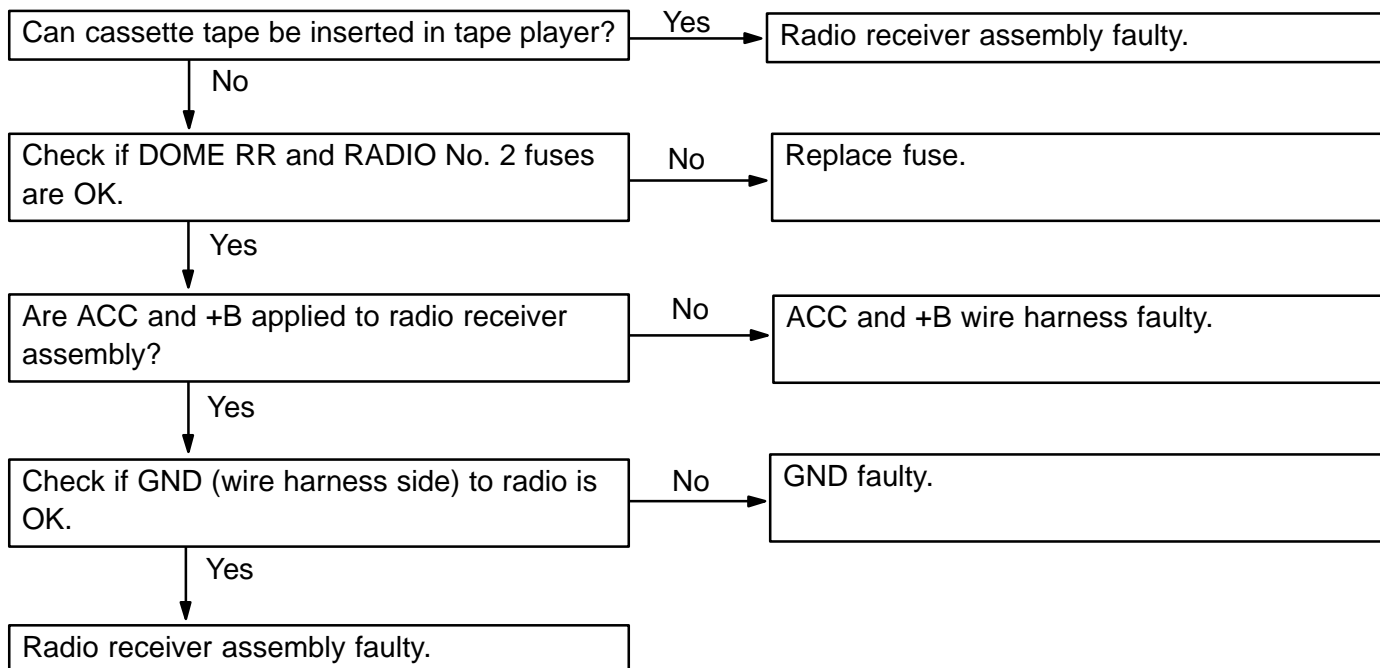 Can cassette tape be inserted in tape player?
Yes
Radio receiver assembly faulty.
No
Check if DOME RR and RADIO No. 2 fuses
are OK.
No
Replace fuse.
Yes
Are ACC and +B applied to radio receiver
assembly?
No
ACC and +B wire harness faulty.
Yes
Check if GND (wire harness side) to radio is
OK.
No
GND faulty.
Yes
Radio receiver assembly faulty.